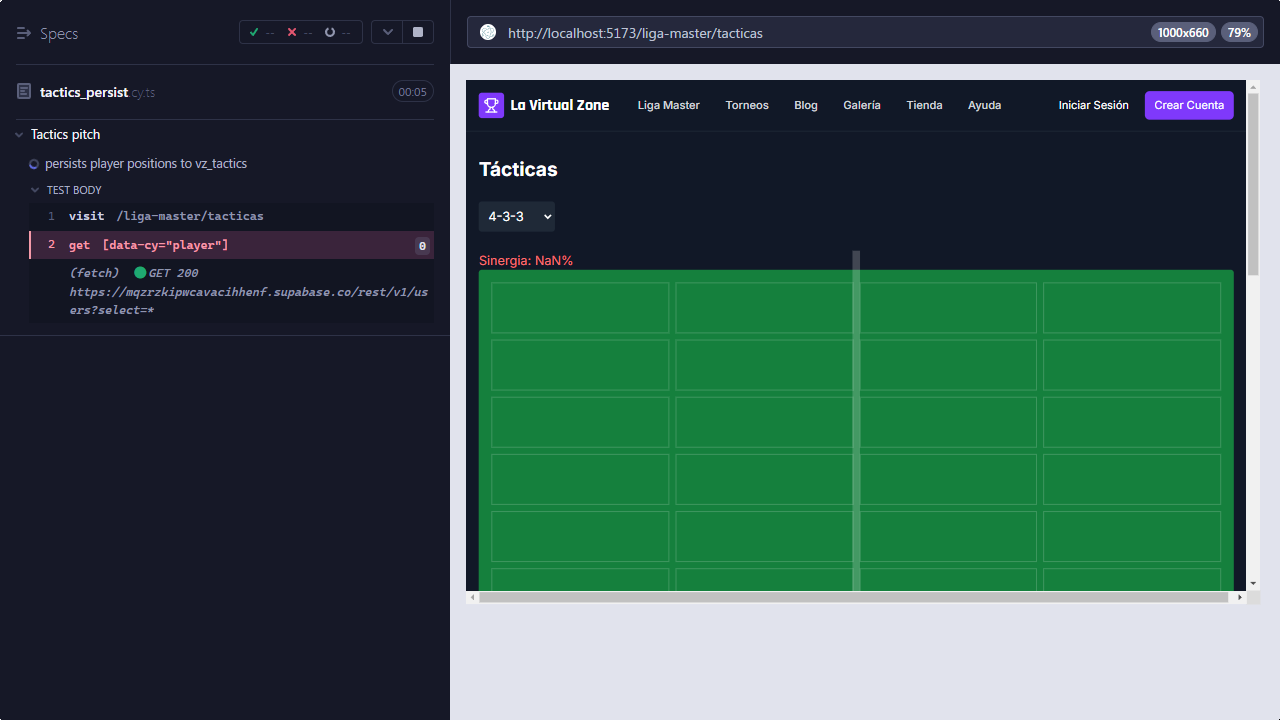 Specs
-- -- --
tactics_persist.cy.ts 00:05
Tactics pitch
persists player positions to vz_tactics
TEST BODY
1 visit /liga-master/tacticas
2 get [data-cy="player"] 0
(fetch) GET 200
https://mqzrzkipwcavacihhenf.supabase.co/rest/v1/us
ers?select=*
http://localhost:5173/liga-master/tacticas 1000x660 79%
La Virtual Zone Liga Master Torneos Blog Galería Tienda Ayuda Iniciar Sesión Crear Cuenta
Tácticas
4-3-3
Sinergia: NaN%